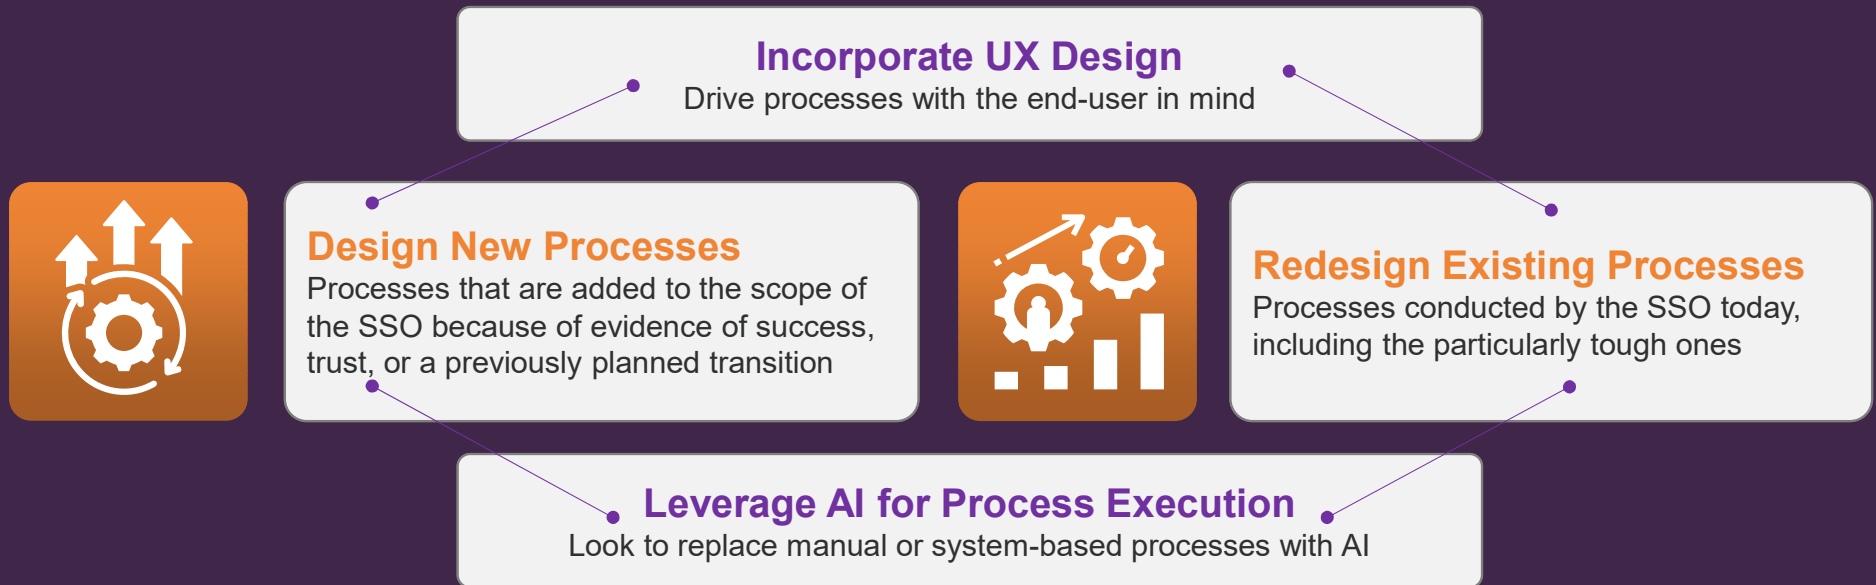 Incorporate UX Design
Drive processes with the end-user in mind
Design New Processes
Processes that are added to the scope of
the SSO because of evidence of success,
trust, or a previously planned transition
Redesign Existing Processes
Processes conducted by the SSO today,
including the particularly tough ones
Leverage AI for Process Execution
Look to replace manual or system-based processes with AI